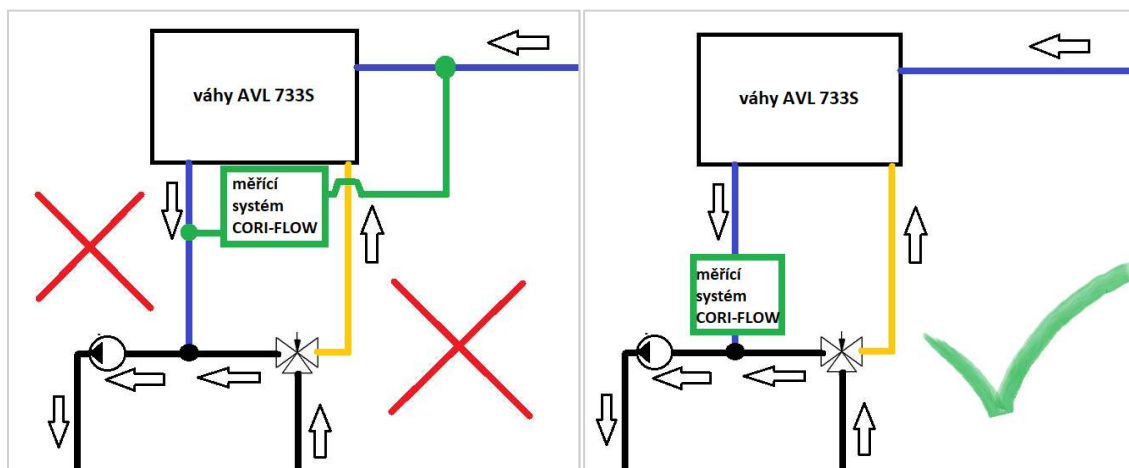 váhy AVL 733S
měřící
systém
CORI-FLOW
váhy AVL 733S
měřící
systém
CORI-FLOW